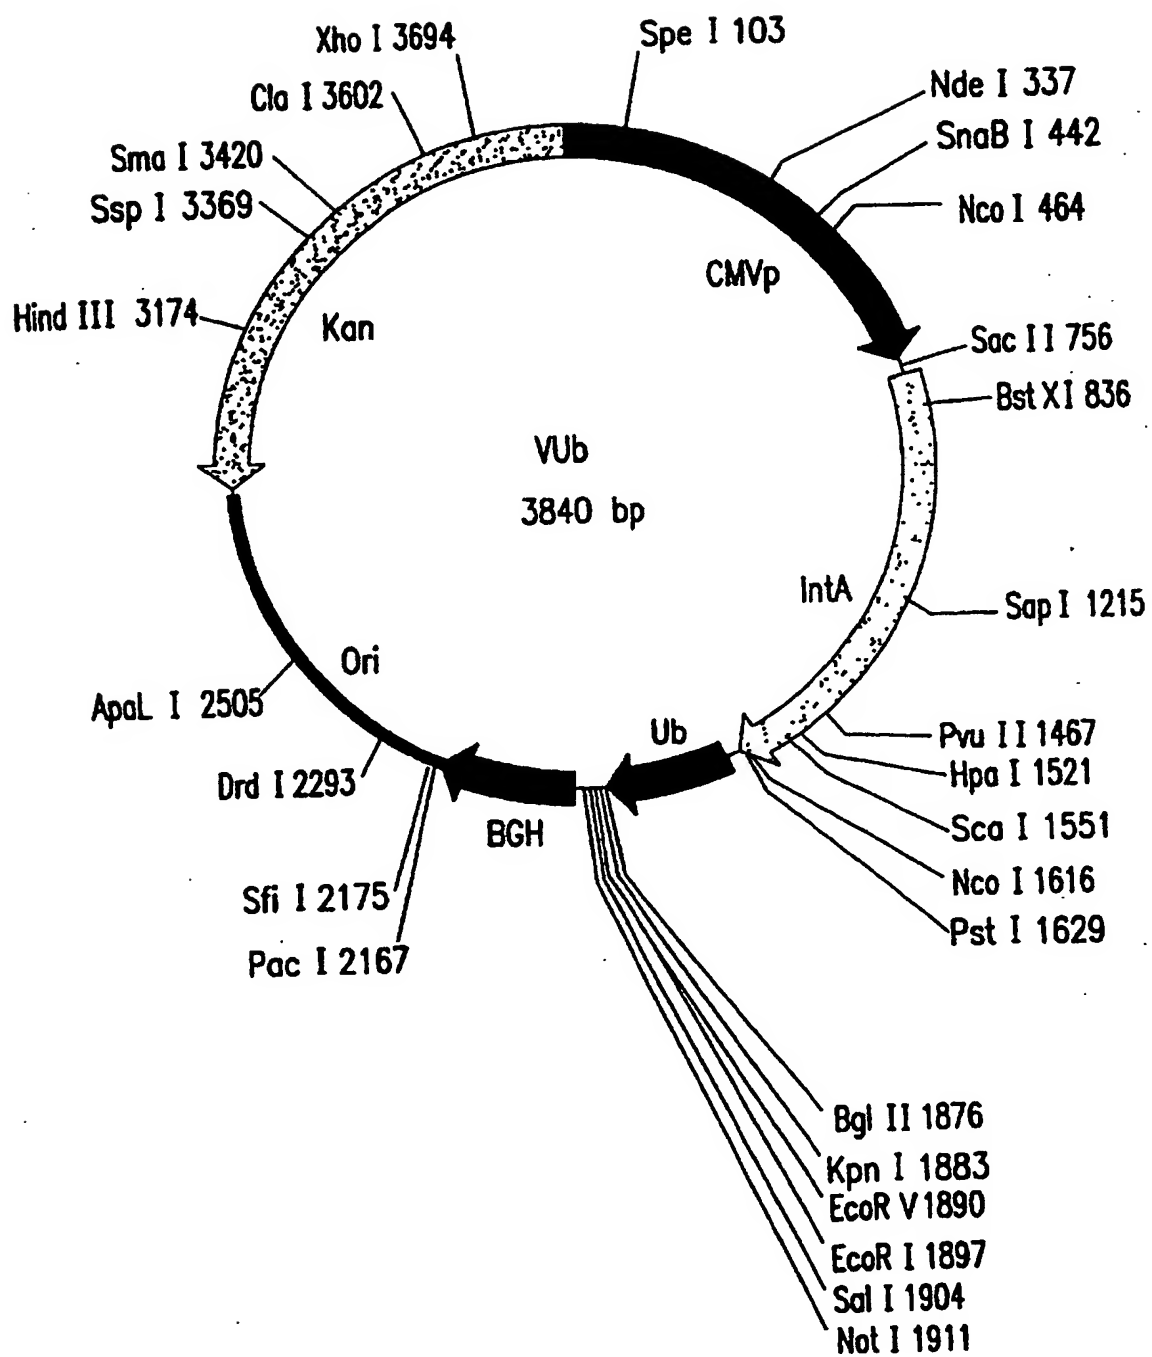 Xho I 3694
Spe I 103
Cla I 3602
Nde I 337
Sma I 3420
SnaB I 442
Ssp I 3369
Nco I 464
CMVp
Hind III 3174
Kan
Sac II 756
Bst XI 836
VUb
3840 bp
IntA
Sap I 1215
Ori
ApaL I 2505
Ub
Pvu II 1467
Drd I 2293
Hpa I 1521
BGH
Sca I 1551
Sfi I 2175
Nco I 1616
Pac I 2167
Pst I 1629
Bgl II 1876
Kpn I 1883
EcoR V 1890
EcoR I 1897
Sal I 1904
Not I 1911